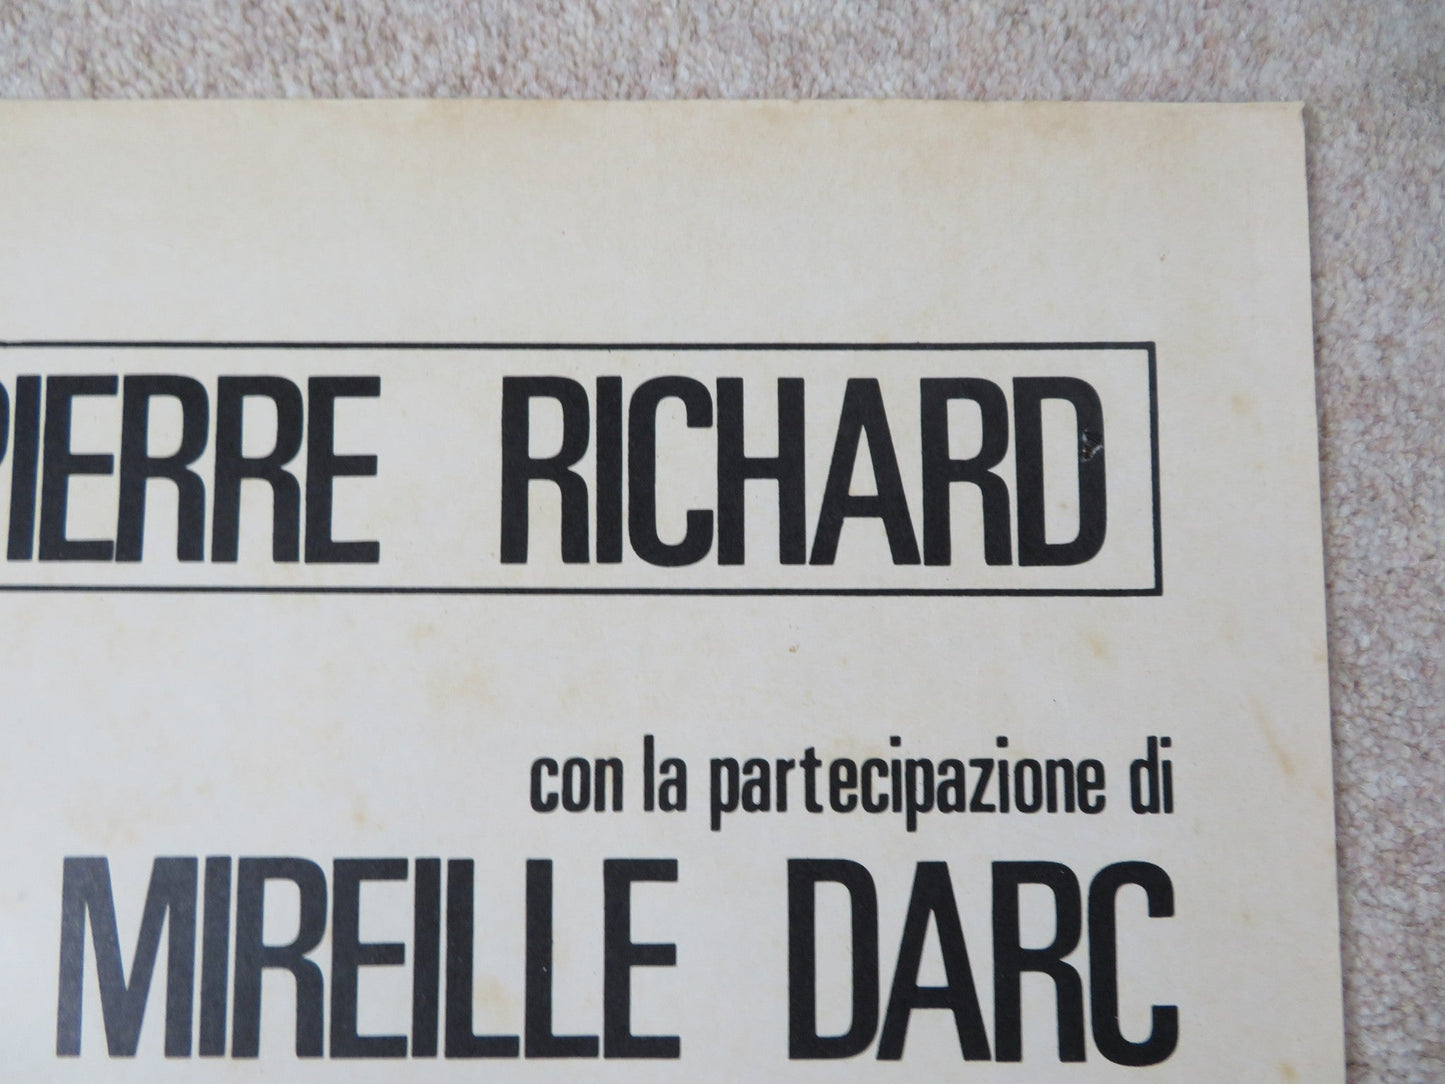 PIERRE RICHARD
con la partecipazione di
MIREILLE DARC